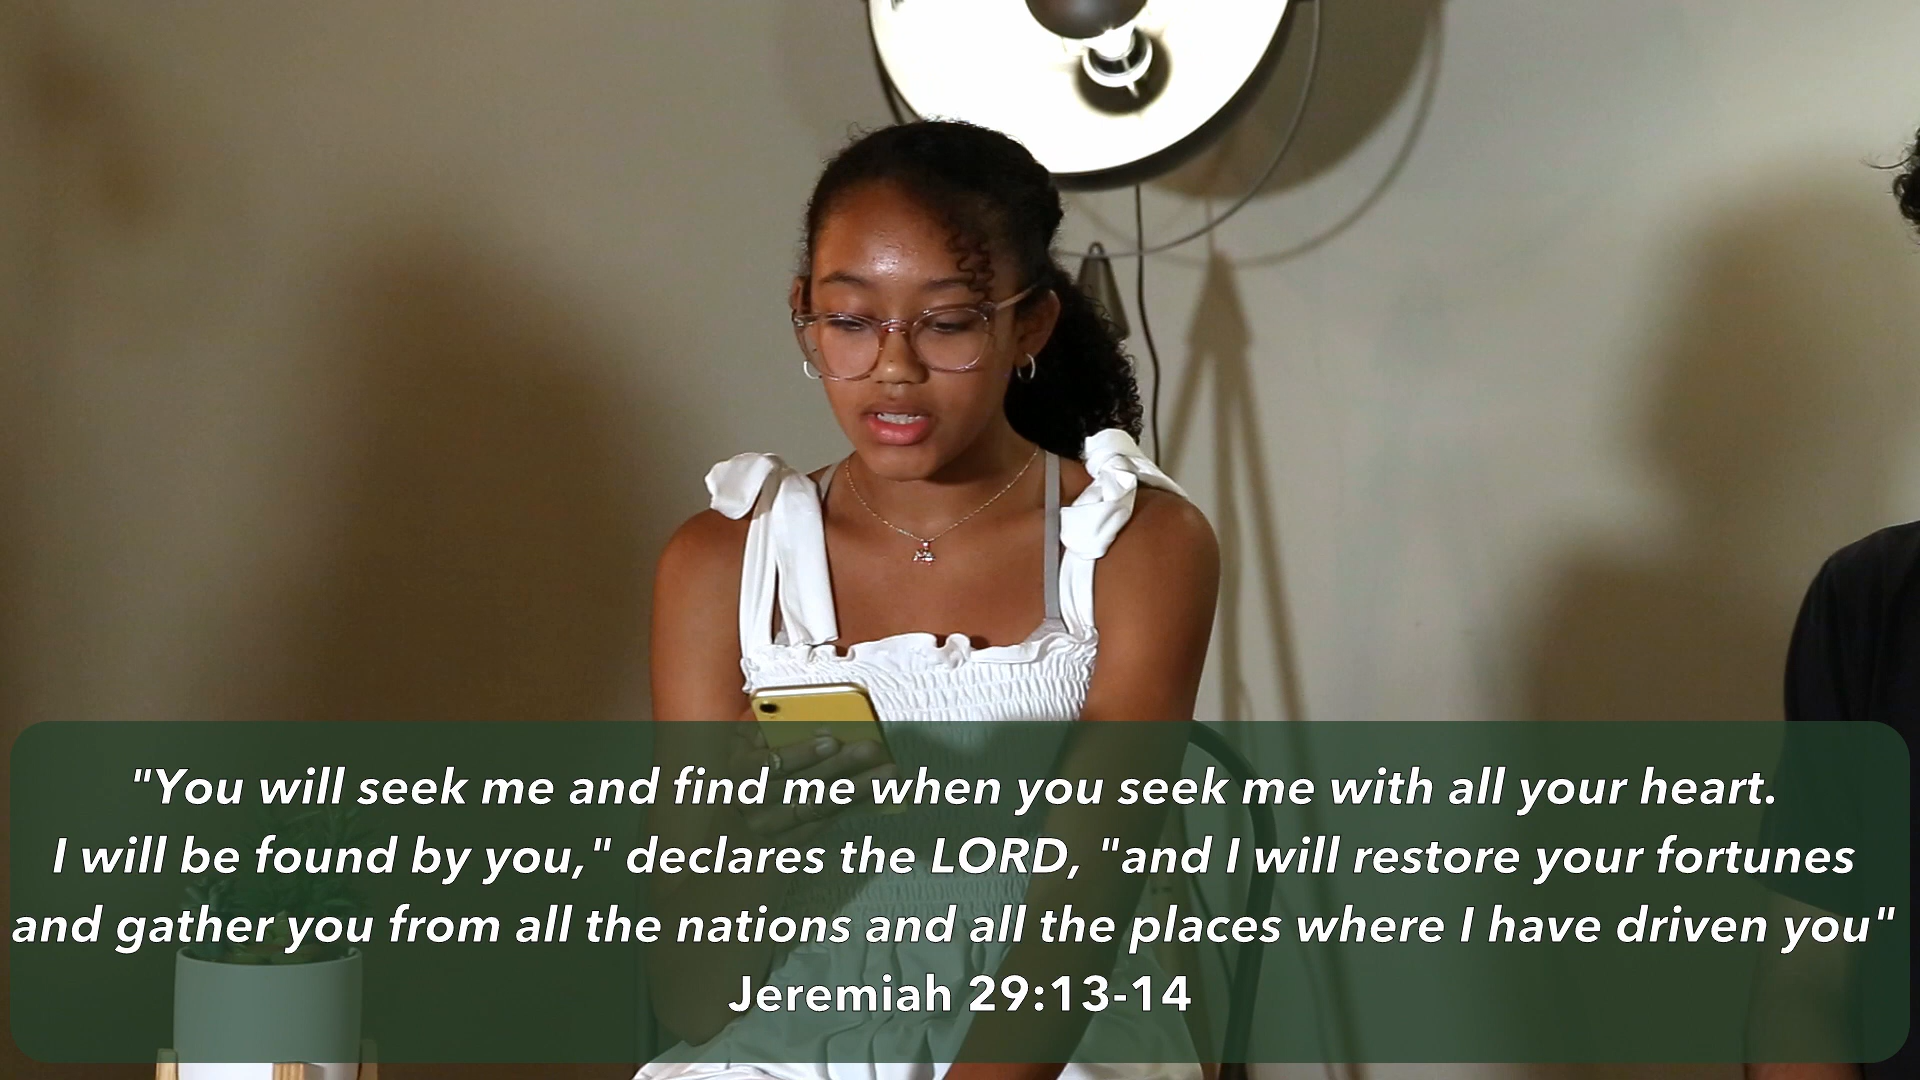 "You will seek me and find me when you seek me with all your heart.
I will be found by you," declares the LORD, "and I will restore your fortunes
and gather you from all the nations and all the places where I have driven you"
Jeremiah 29:13-14